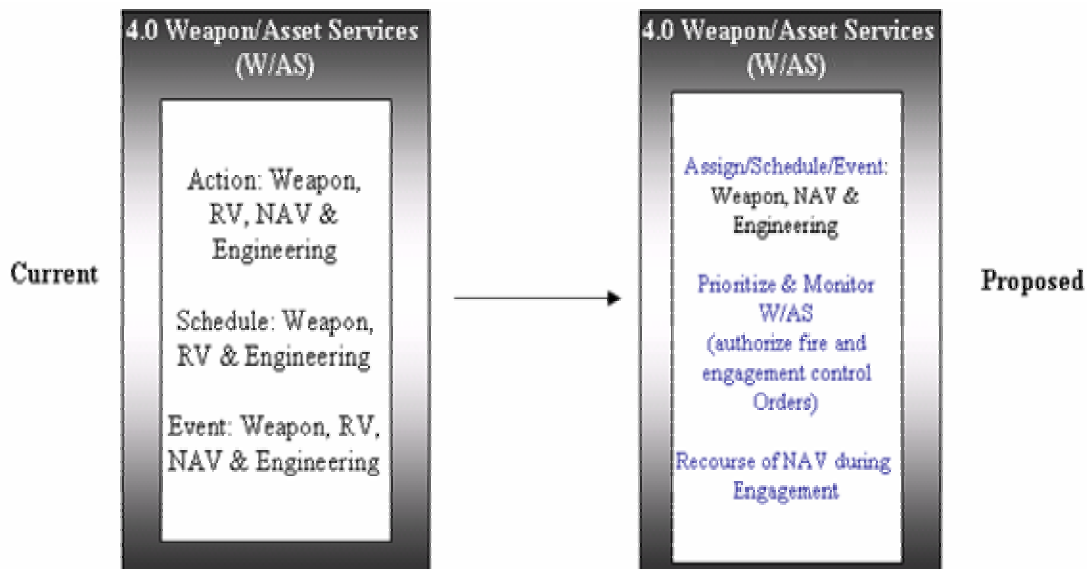 4.0 Weapon/Asset Services
(W/AS)
Action: Weapon,
RV, NAV &
Engineering
Schedule: Weapon,
RV & Engineering
Event: Weapon, RV,
NAV & Engineering
Current
4.0 Weapon/Asset Services
(W/AS)
Assign/Schedule/Event:
Weapon, NAV &
Engineering
Prioritize & Monitor
W/AS
(authorize fire and
engagement control
Orders)
Recourse of NAV during
Engagement
Proposed